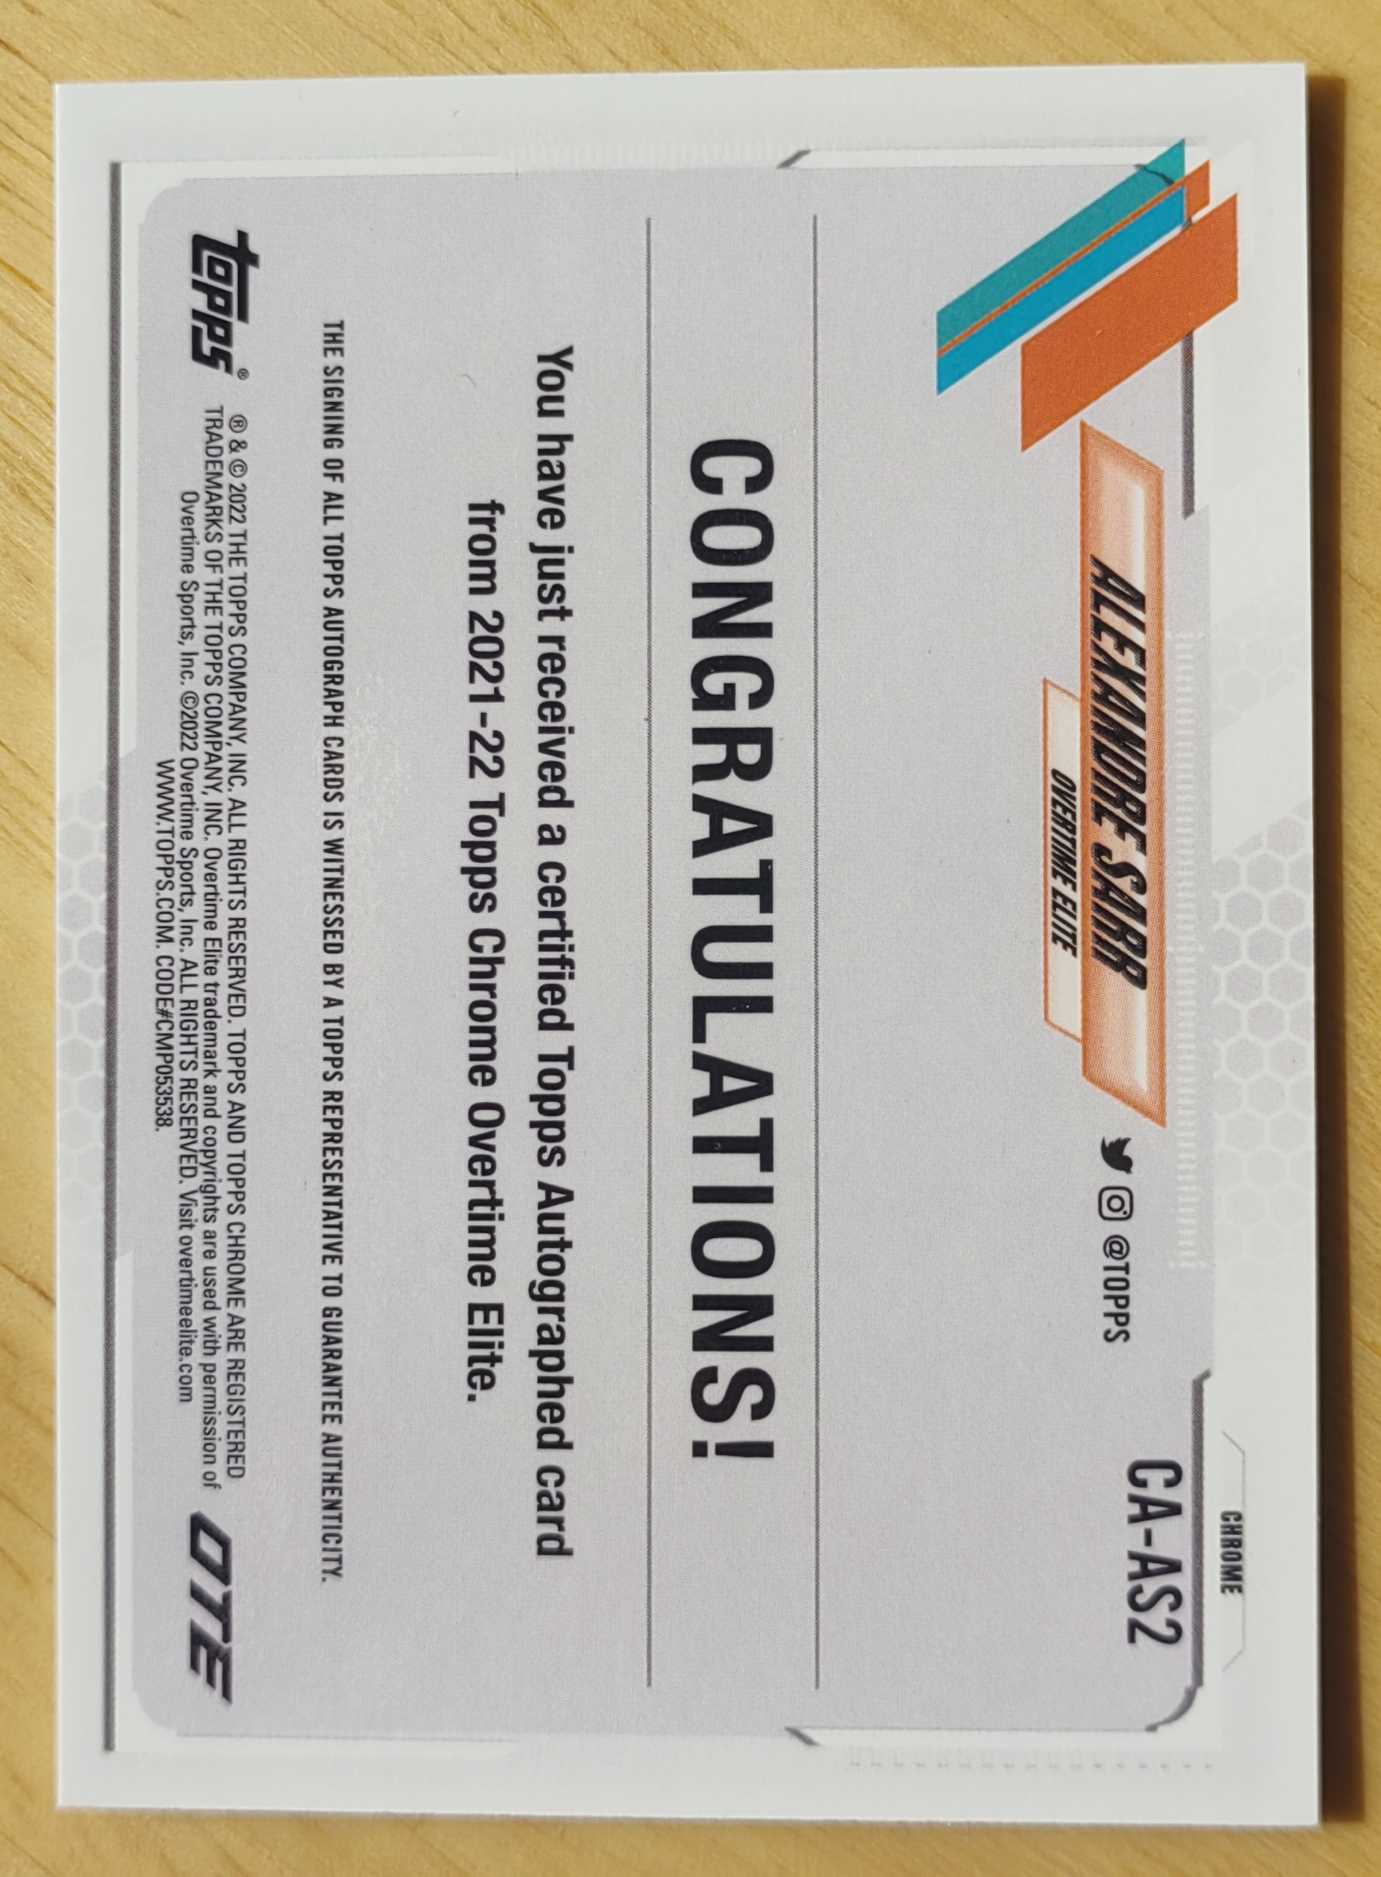 CHROME
CA-AS2
ALEXANDRE SARR
OVERTIME ELITE
@TOPPS
CONGRATULATIONS!
You have just received a certified Topps Autographed card
from 2021-22 Topps Chrome Overtime Elite.
THE SIGNING OF ALL TOPPS AUTOGRAPH CARDS IS WITNESSED BY A TOPPS REPRESENTATIVE TO GUARANTEE AUTHENTICITY.
topps®
® & © 2022 THE TOPPS COMPANY, INC. ALL RIGHTS RESERVED. TOPPS AND TOPPS CHROME ARE REGISTERED
TRADEMARKS OF THE TOPPS COMPANY, INC. Overtime Elite trademark and copyrights are used with permission of
Overtime Sports, Inc. ©2022 Overtime Sports, Inc. ALL RIGHTS RESERVED. Visit overtimeelite.com
WWW.TOPPS.COM. CODE#CMP053538.
OTE